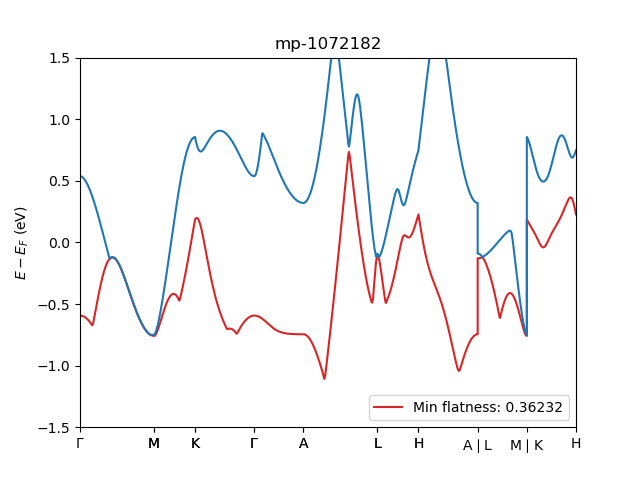 mp-1072182
1.5
1.0
0.5
0.0
−0.5
−1.0
−1.5
E − E_F (eV)
Min flatness: 0.36232
Γ M K Γ A L H A | L M | K H